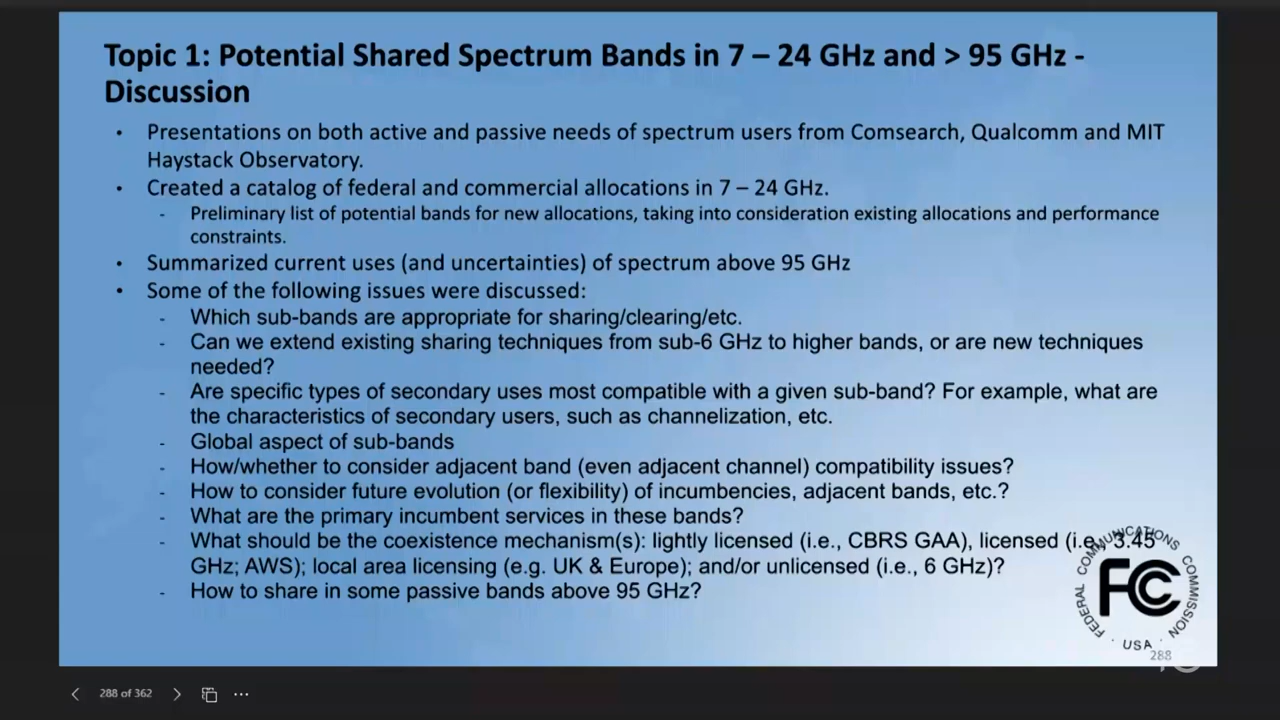 Topic 1: Potential Shared Spectrum Bands in 7 – 24 GHz and > 95 GHz -
Discussion
• Presentations on both active and passive needs of spectrum users from Comsearch, Qualcomm and MIT
Haystack Observatory.
• Created a catalog of federal and commercial allocations in 7 – 24 GHz.
- Preliminary list of potential bands for new allocations, taking into consideration existing allocations and performance
constraints.
• Summarized current uses (and uncertainties) of spectrum above 95 GHz
• Some of the following issues were discussed:
- Which sub-bands are appropriate for sharing/clearing/etc.
- Can we extend existing sharing techniques from sub-6 GHz to higher bands, or are new techniques
needed?
- Are specific types of secondary uses most compatible with a given sub-band? For example, what are
the characteristics of secondary users, such as channelization, etc.
- Global aspect of sub-bands
- How/whether to consider adjacent band (even adjacent channel) compatibility issues?
- How to consider future evolution (or flexibility) of incumbencies, adjacent bands, etc.?
- What are the primary incumbent services in these bands?
- What should be the coexistence mechanism(s): lightly licensed (i.e., CBRS GAA), licensed (i.e., 3.45
GHz; AWS); local area licensing (e.g. UK & Europe); and/or unlicensed (i.e., 6 GHz)?
- How to share in some passive bands above 95 GHz?
FEDERAL COMMUNICATIONS COMMISSION
FCC
· USA ·
288
288 of 362